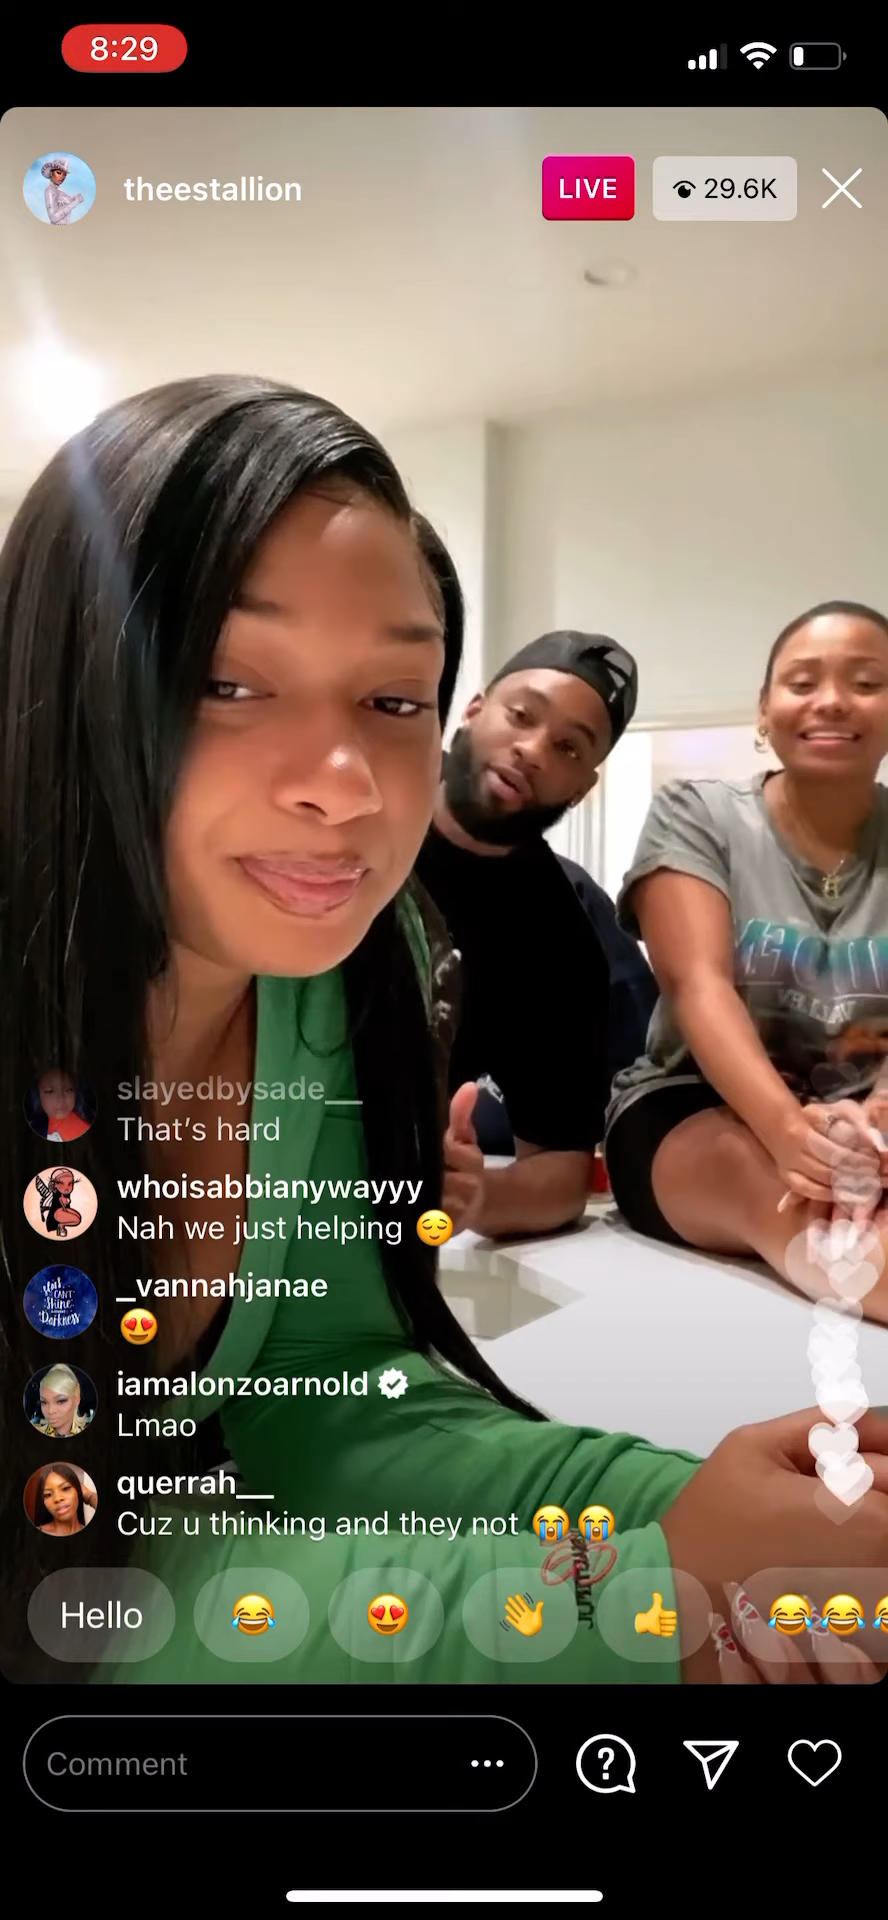 8:29
theestallion
LIVE
29.6K
slayedbysade__
That's hard
whoisabbianywayyy
Nah we just helping 😌
_vannahjanae
😍
iamalonzoarnold
Lmao
querrah__
Cuz u thinking and they not 😭😭
Hello 😂 😍 👋 👍 😂😂
Comment